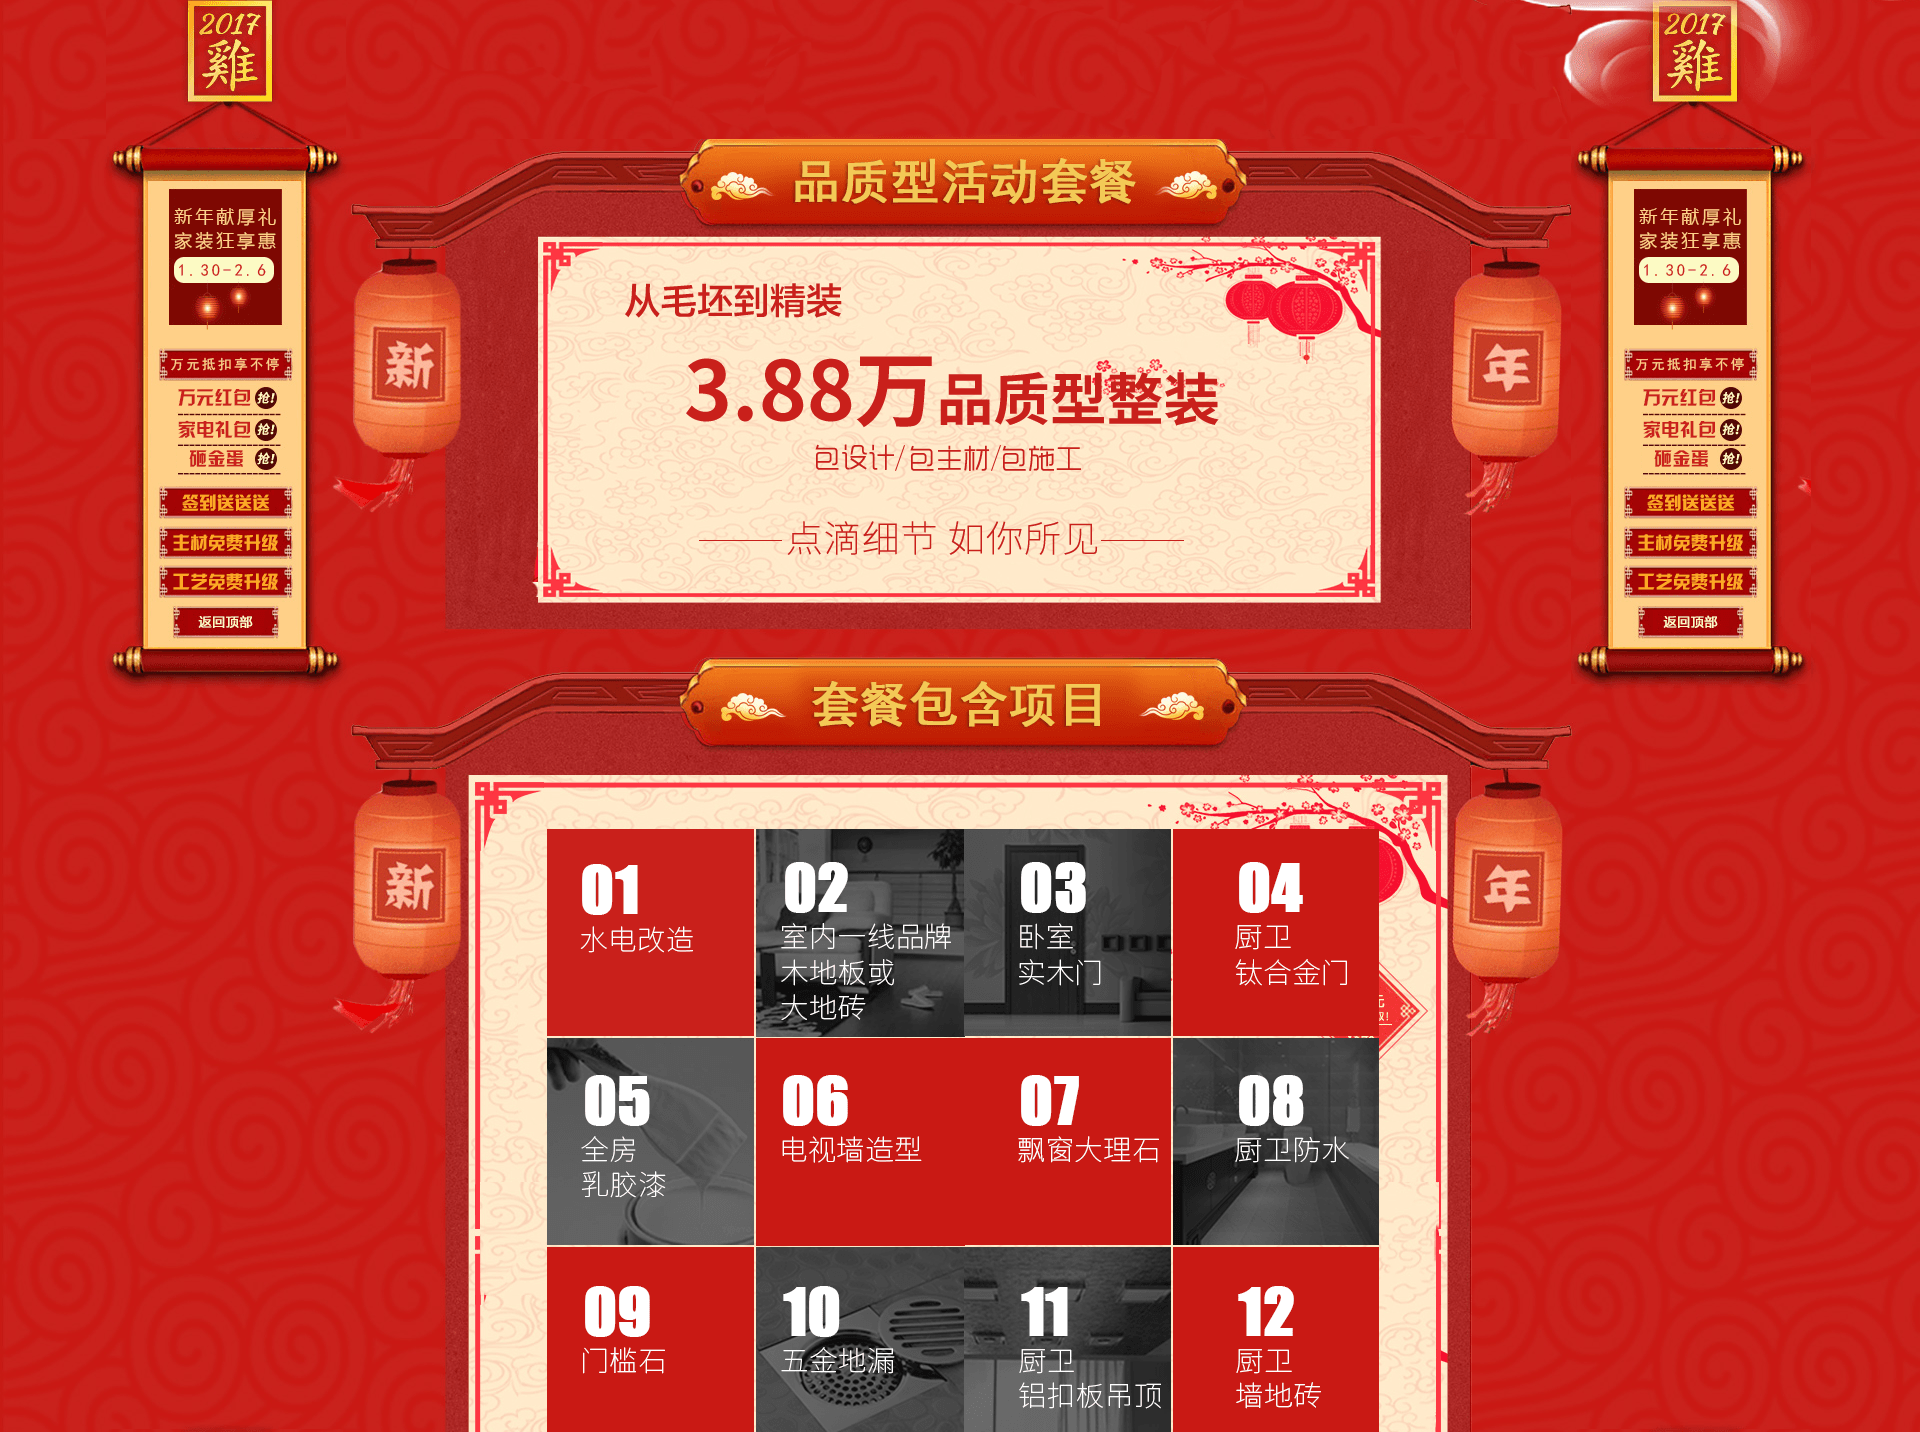 2017
雞
新年献厚礼
家装狂享惠
1.30-2.6
万元抵扣享不停
万元红包 抢!
家电礼包 抢!
砸金蛋 抢!
签到送送送
主材免费升级
工艺免费升级
返回顶部
品质型活动套餐
新
年
从毛坯到精装
3.88万品质型整装
包设计/包主材/包施工
点滴细节 如你所见
2017
雞
新年献厚礼
家装狂享惠
1.30-2.6
万元抵扣享不停
万元红包 抢!
家电礼包 抢!
砸金蛋 抢!
签到送送送
主材免费升级
工艺免费升级
返回顶部
套餐包含项目
新
年
01
水电改造
02
室内一线品牌
木地板或
大地砖
03
卧室
实木门
04
厨卫
钛合金门
05
全房
乳胶漆
06
电视墙造型
07
飘窗大理石
08
厨卫防水
09
门槛石
10
五金地漏
11
厨卫
铝扣板吊顶
12
厨卫
墙地砖